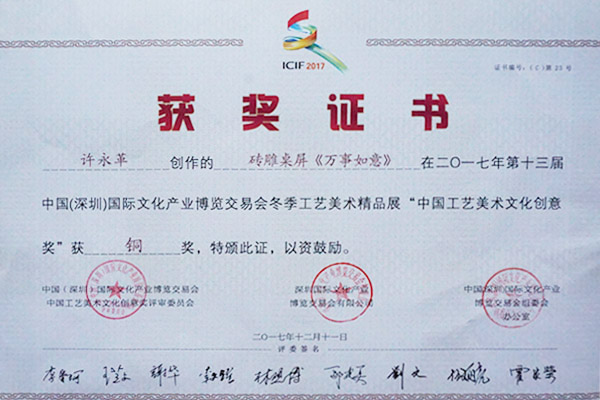 ICIF 2017
证书编号:(C)第23号
获奖证书
许永革 创作的 砖雕桌屏《万事如意》 在二〇一七年第十三届
中国(深圳)国际文化产业博览交易会冬季工艺美术精品展“中国工艺美术文化创意
奖”获 铜 奖,特颁此证,以资鼓励。
中国(深圳)国际文化产业博览交易会 深圳国际文化产业 中国深圳国际文化产业
中国工艺美术文化创意奖评审委员会 博览交易会有限公司 博览交易会组委会
办公室
二〇一七年十二月十一日
评委签名